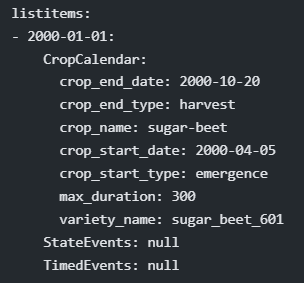 listitems:
- 2000-01-01:
    CropCalendar:
      crop_end_date: 2000-10-20
      crop_end_type: harvest
      crop_name: sugar-beet
      crop_start_date: 2000-04-05
      crop_start_type: emergence
      max_duration: 300
      variety_name: sugar_beet_601
    StateEvents: null
    TimedEvents: null